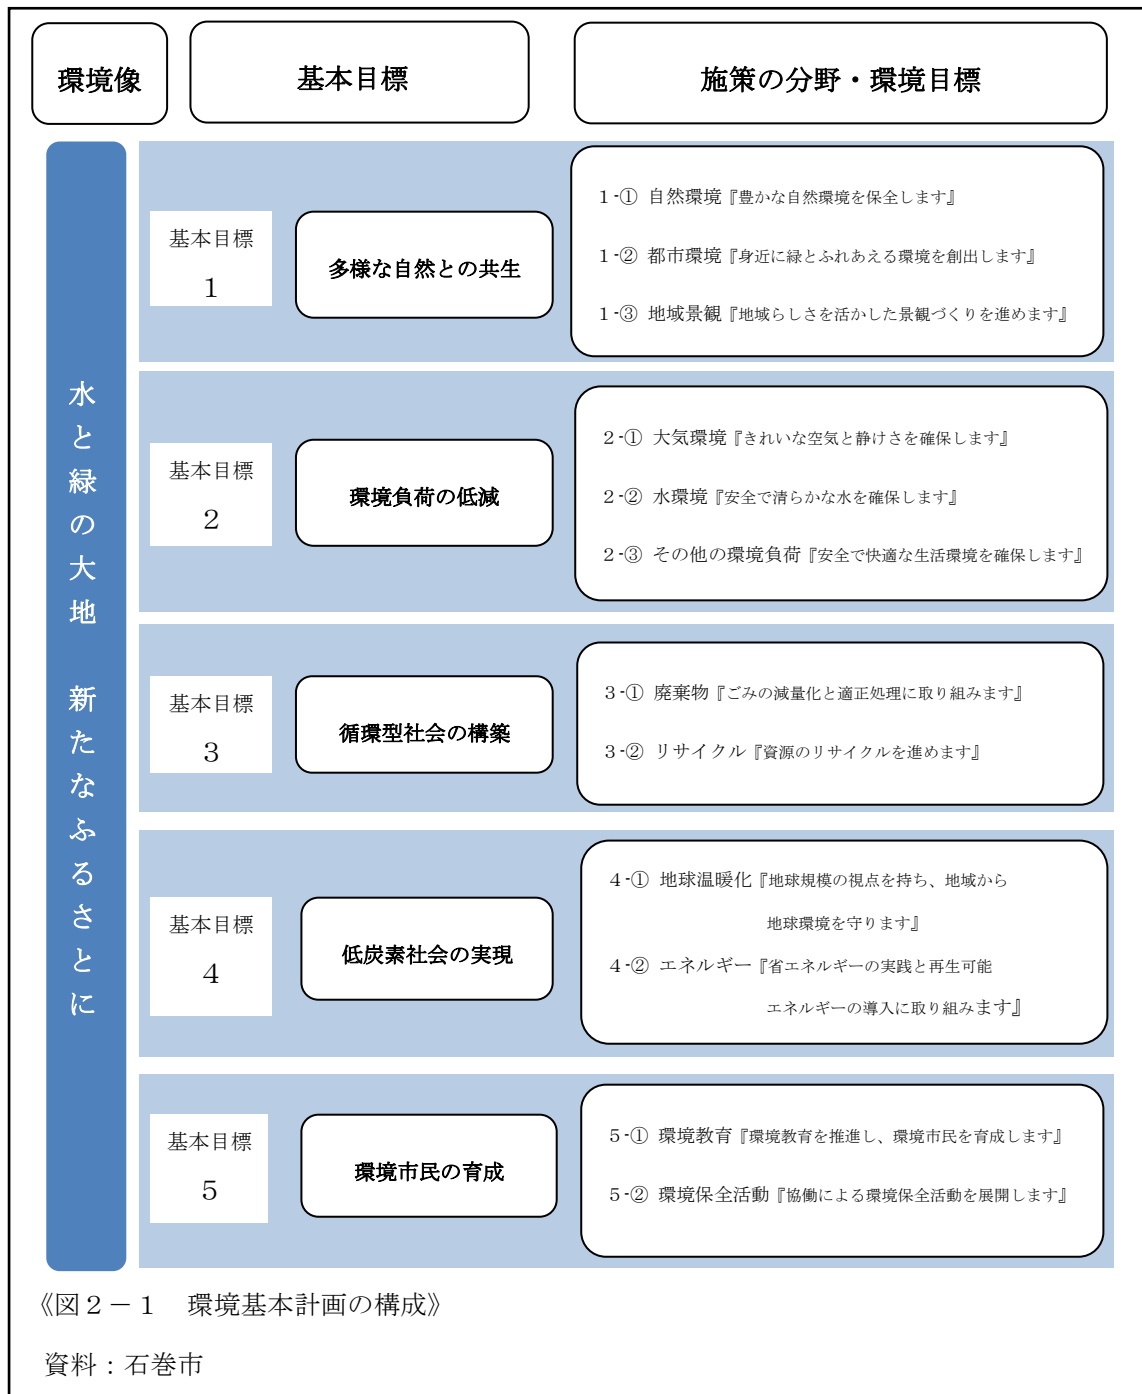 環境像
基本目標
施策の分野・環境目標
水と緑の大地　新たなふるさとに
基本目標
1
多様な自然との共生
1-① 自然環境『豊かな自然環境を保全します』
1-② 都市環境『身近に緑とふれあえる環境を創出します』
1-③ 地域景観『地域らしさを活かした景観づくりを進めます』
基本目標
2
環境負荷の低減
2-① 大気環境『きれいな空気と静けさを確保します』
2-② 水環境『安全で清らかな水を確保します』
2-③ その他の環境負荷『安全で快適な生活環境を確保します』
基本目標
3
循環型社会の構築
3-① 廃棄物『ごみの減量化と適正処理に取り組みます』
3-② リサイクル『資源のリサイクルを進めます』
基本目標
4
低炭素社会の実現
4-① 地球温暖化『地球規模の視点を持ち、地域から
地球環境を守ります』
4-② エネルギー『省エネルギーの実践と再生可能
エネルギーの導入に取り組みます』
基本目標
5
環境市民の育成
5-① 環境教育『環境教育を推進し、環境市民を育成します』
5-② 環境保全活動『協働による環境保全活動を展開します』
《図２－１　環境基本計画の構成》
資料：石巻市